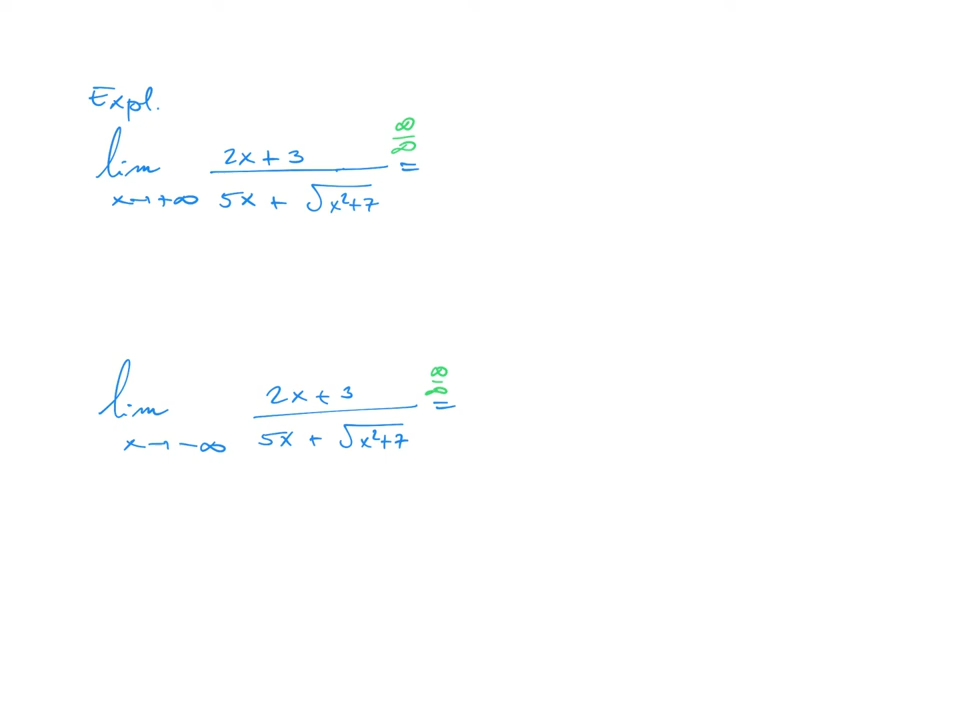 Expl.
lim x→+∞ (2x + 3)/(5x + √(x²+7)) =^(∞/∞)
lim x→-∞ (2x + 3)/(5x + √(x²+7)) =^(∞/∞)